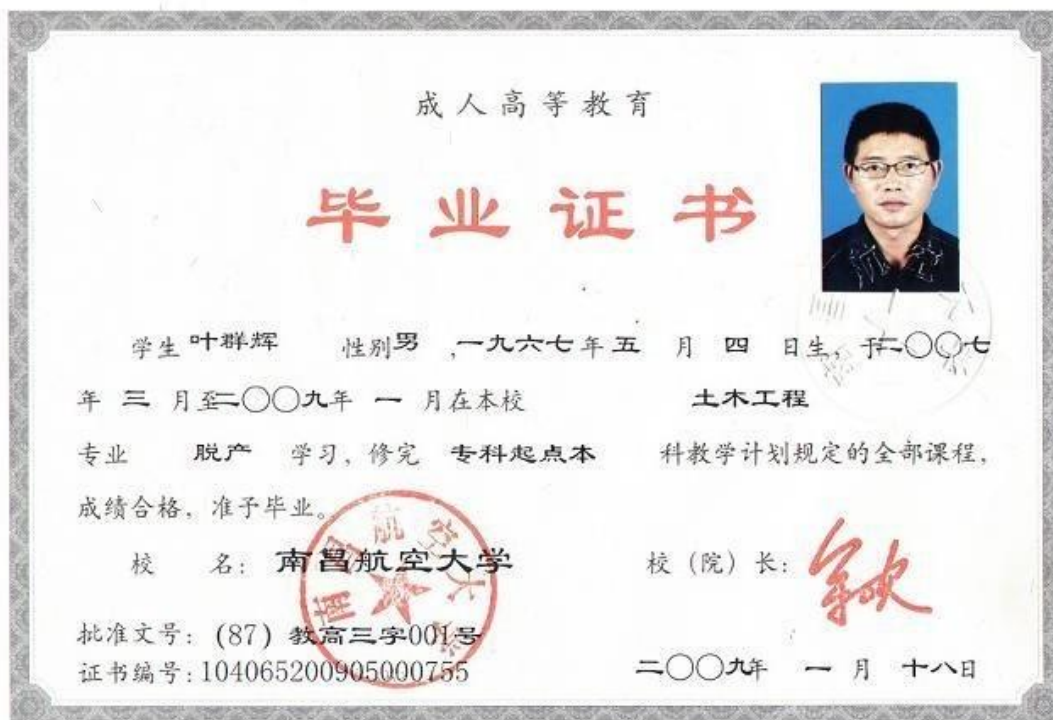 成人高等教育
毕业证书
学生 叶群辉 性别 男 ,一九六七年 五 月 四 日生，于二〇〇七
年 三 月至二〇〇九年 一 月在本校 土木工程
专业 脱产 学习，修完 专科起点本 科教学计划规定的全部课程，
成绩合格，准予毕业。
校 名：南昌航空大学 校（院）长：
批准文号：(87) 教高三字001号
证书编号：104065200905000755 二〇〇九年 一 月 十八日
南昌航空大学